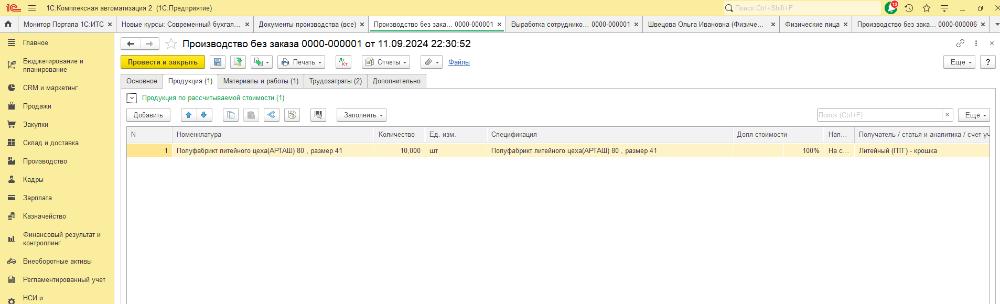 1С:Комплексная автоматизация 2 (1С:Предприятие)
Поиск Ctrl+Shift+F
12
Монитор Портала 1С:ИТС
Новые курсы: Современный бухгал...
Документы производства (все)
Производство без зака... 0000-000001
Выработка сотруднико... 0000-000001
Швецова Ольга Ивановна (Физиче...
Физические лица
Производство без зака... 0000-000006
Главное
Бюджетирование и
планирование
CRM и маркетинг
Продажи
Закупки
Склад и доставка
Производство
Кадры
Зарплата
Казначейство
Финансовый результат и
контроллинг
Внеоборотные активы
Регламентированный учет
НСИ и
Производство без заказа 0000-000001 от 11.09.2024 22:30:52
Провести и закрыть
Печать
Дт
Кт
Отчеты
Файлы
Еще
?
Основное
Продукция (1)
Материалы и работы (1)
Трудозатраты (2)
Дополнительно
Продукция по рассчитываемой стоимости (1)
Добавить
Заполнить
Поиск (Ctrl+F)
Еще
N Номенклатура Количество Ед. изм. Спецификация Доля стоимости Нап... Получатель / статья и аналитика / счет уч
1 Полуфабрикт литейного цеха(АРТАШ) 80 , размер 41 10,000 шт Полуфабрикт литейного цеха(АРТАШ) 80 , размер 41 100% На с... Литейный (ПТГ) - крошка